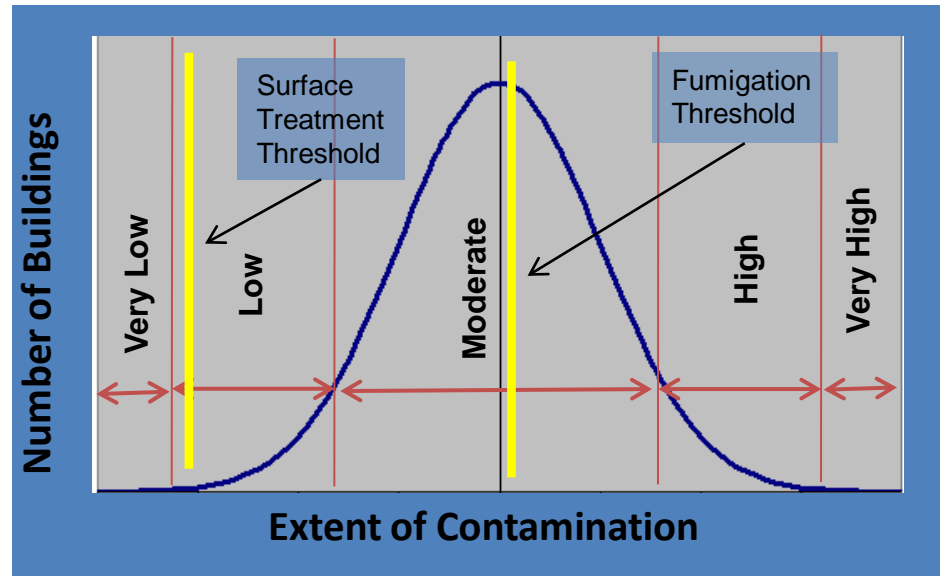 Surface
Treatment
Threshold
Fumigation
Threshold
Number of Buildings
Very Low
Low
Moderate
High
Very High
Extent of Contamination